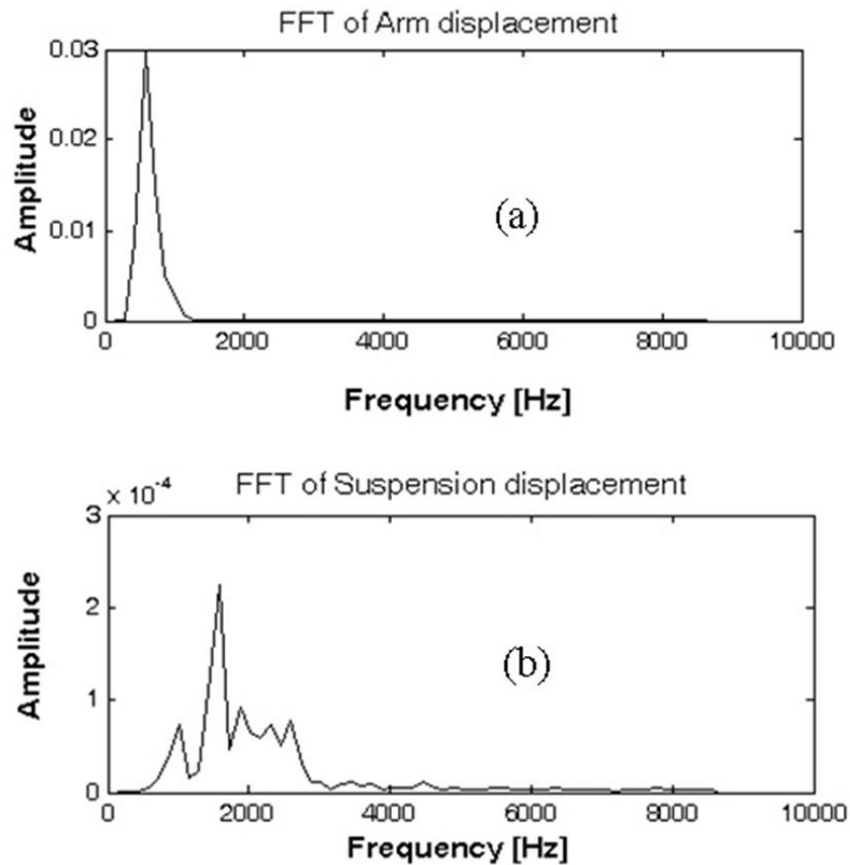 FFT of Arm displacement
0.03
0.02
0.01
0
Amplitude
(a)
0 2000 4000 6000 8000 10000
Frequency [Hz]
FFT of Suspension displacement
× 10⁻⁴
3
2
1
0
Amplitude
(b)
0 2000 4000 6000 8000 10000
Frequency [Hz]